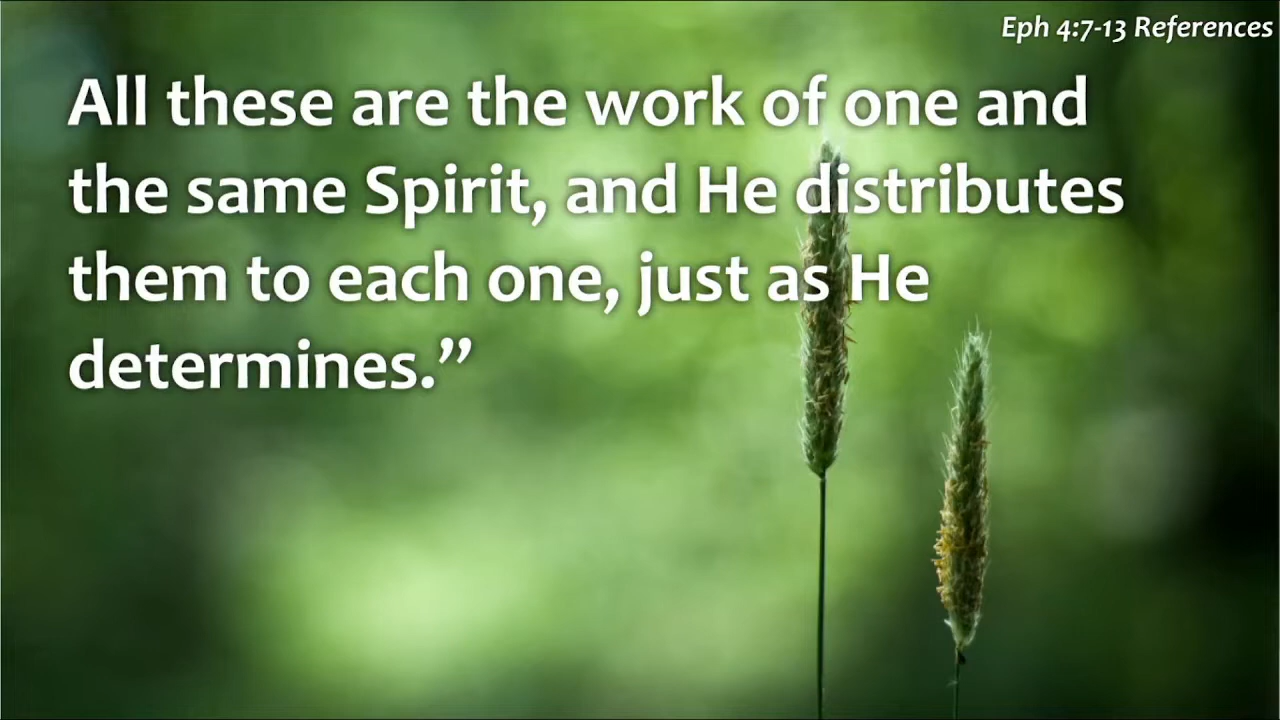 Eph 4:7-13 References
All these are the work of one and
the same Spirit, and He distributes
them to each one, just as He
determines.”